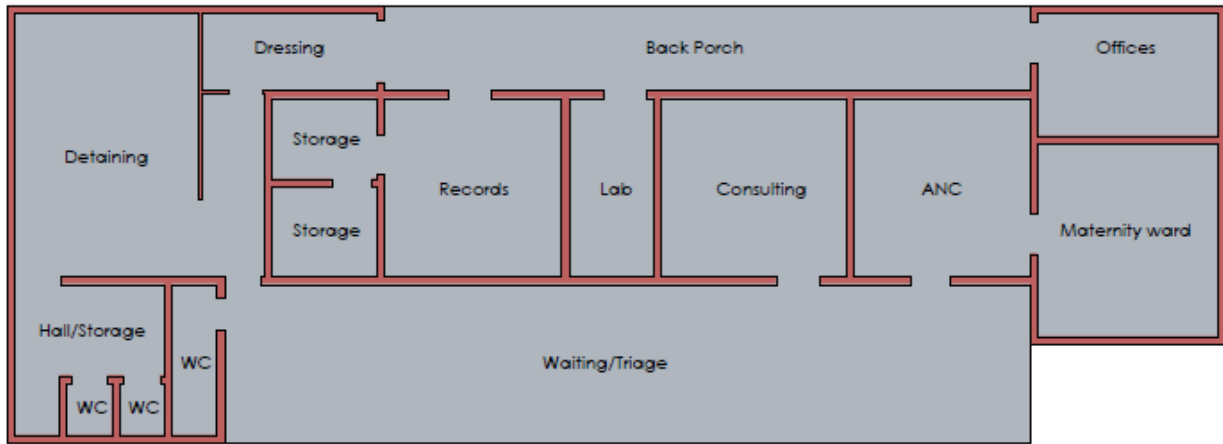 Dressing
Back Porch
Offices
Storage
Detaining
Records
Lab
Consulting
ANC
Storage
Maternity ward
Hall/Storage
WC
Waiting/Triage
WC
WC